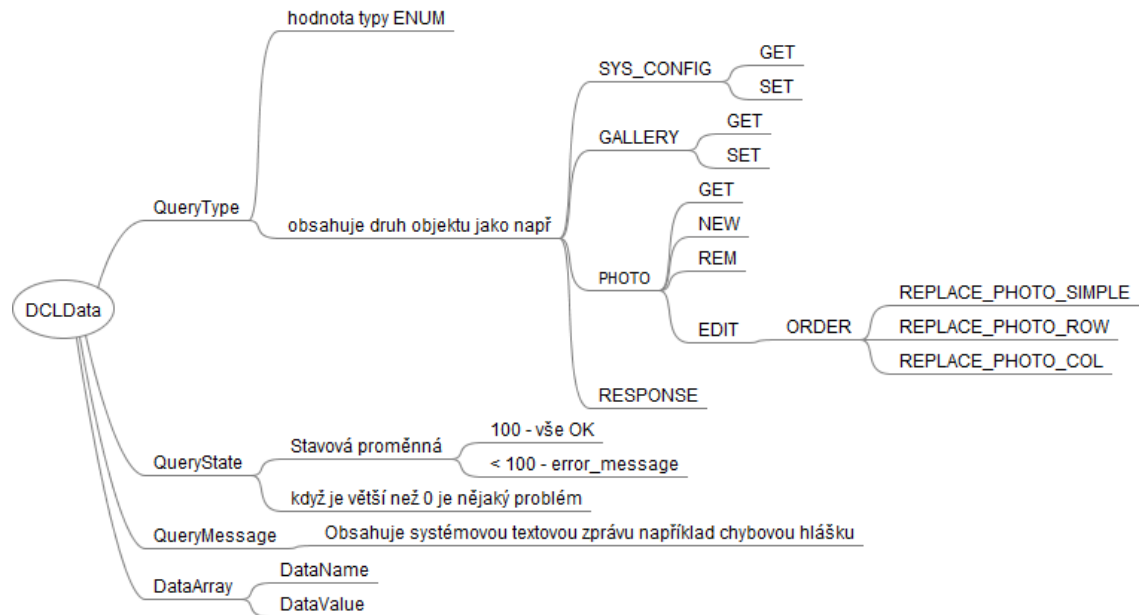 DCLData
QueryType
hodnota typy ENUM
obsahuje druh objektu jako např
SYS_CONFIG
GET
SET
GALLERY
GET
SET
PHOTO
GET
NEW
REM
EDIT
ORDER
REPLACE_PHOTO_SIMPLE
REPLACE_PHOTO_ROW
REPLACE_PHOTO_COL
RESPONSE
QueryState
Stavová proměnná
100 - vše OK
< 100 - error_message
když je větší než 0 je nějaký problém
QueryMessage
Obsahuje systémovou textovou zprávu například chybovou hlášku
DataArray
DataName
DataValue